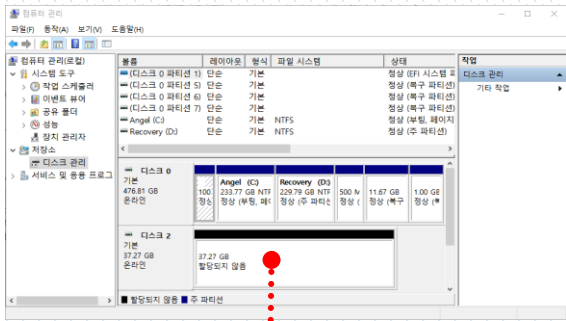 컴퓨터 관리
파일(F) 동작(A) 보기(V) 도움말(H)
컴퓨터 관리(로컬)
시스템 도구
작업 스케줄러
이벤트 뷰어
공유 폴더
성능
장치 관리자
저장소
디스크 관리
서비스 및 응용 프로그
볼륨 레이아웃 형식 파일 시스템 상태
(디스크 0 파티션 1) 단순 기본 정상 (EFI 시스템 파
(디스크 0 파티션 5) 단순 기본 정상 (복구 파티션)
(디스크 0 파티션 6) 단순 기본 정상 (복구 파티션)
(디스크 0 파티션 7) 단순 기본 정상 (복구 파티션)
Angel (C:) 단순 기본 NTFS 정상 (부팅, 페이지
Recovery (D:) 단순 기본 NTFS 정상 (주 파티션)
디스크 0
기본
476.81 GB
온라인
100
정상
Angel (C:)
233.77 GB NTF
정상 (부팅, 페이
Recovery (D:)
229.79 GB NTF
정상 (주 파티션
500 M
정상 (
11.67 GB
정상 (복구
1.00 GB
정상 (복
디스크 2
기본
37.27 GB
온라인
37.27 GB
할당되지 않음
할당되지 않음 주 파티션
작업
디스크 관리
기타 작업